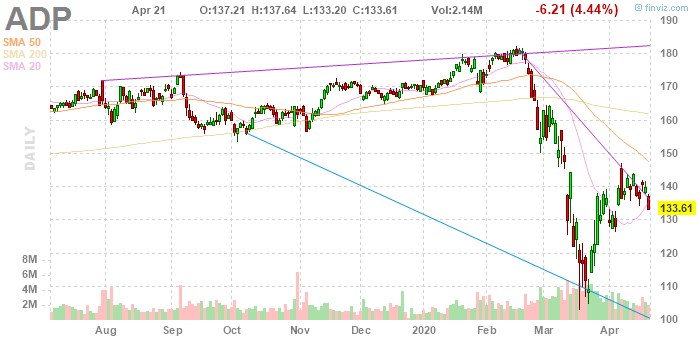 ADP Apr 21 O:137.21 H:137.64 L:133.20 C:133.61 Vol:2.14M -6.21 (4.44%) © finviz.com
SMA 50
SMA 200
SMA 20
DAILY
190
180
170
160
150
140
133.61
130
120
110
100
8M
6M
4M
2M
Aug Sep Oct Nov Dec 2020 Feb Mar Apr